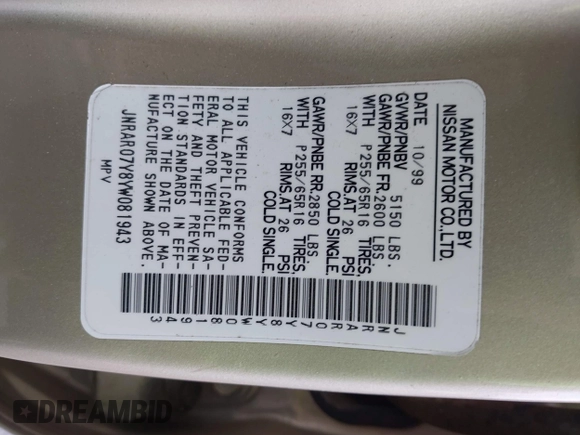 MANUFACTURED BY
NISSAN MOTOR CO.,LTD.
DATE 10/99
GVWR/PNBV 5150 LBS.
GAWR/PNBE FR. 2600 LBS.
WITH P255/65R16 TIRES,
16X7 RIMS.AT 26 PSI
COLD SINGLE.
GAWR/PNBE RR. 2850 LBS.
WITH P255/65R16 TIRES,
16X7 RIMS.AT 26 PSI
COLD SINGLE.
THIS VEHICLE CONFORMS
TO ALL APPLICABLE FED-
ERAL MOTOR VEHICLE SA-
FETY AND THEFT PREVEN-
TION STANDARDS IN EFF-
ECT ON THE DATE OF MA-
NUFACTURE SHOWN ABOVE.
JNRAR07Y8YW081943
MPV
JNRAR07Y8YW081943
DREAMBID